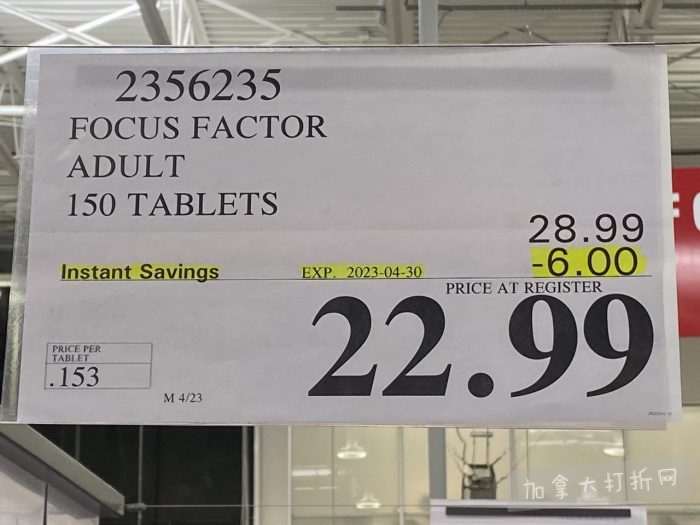 2356235
FOCUS FACTOR
ADULT
150 TABLETS
28.99
Instant Savings EXP. 2023-04-30 -6.00
PRICE AT REGISTER
22.99
PRICE PER
TABLET
.153
M 4/23
加拿大打折网